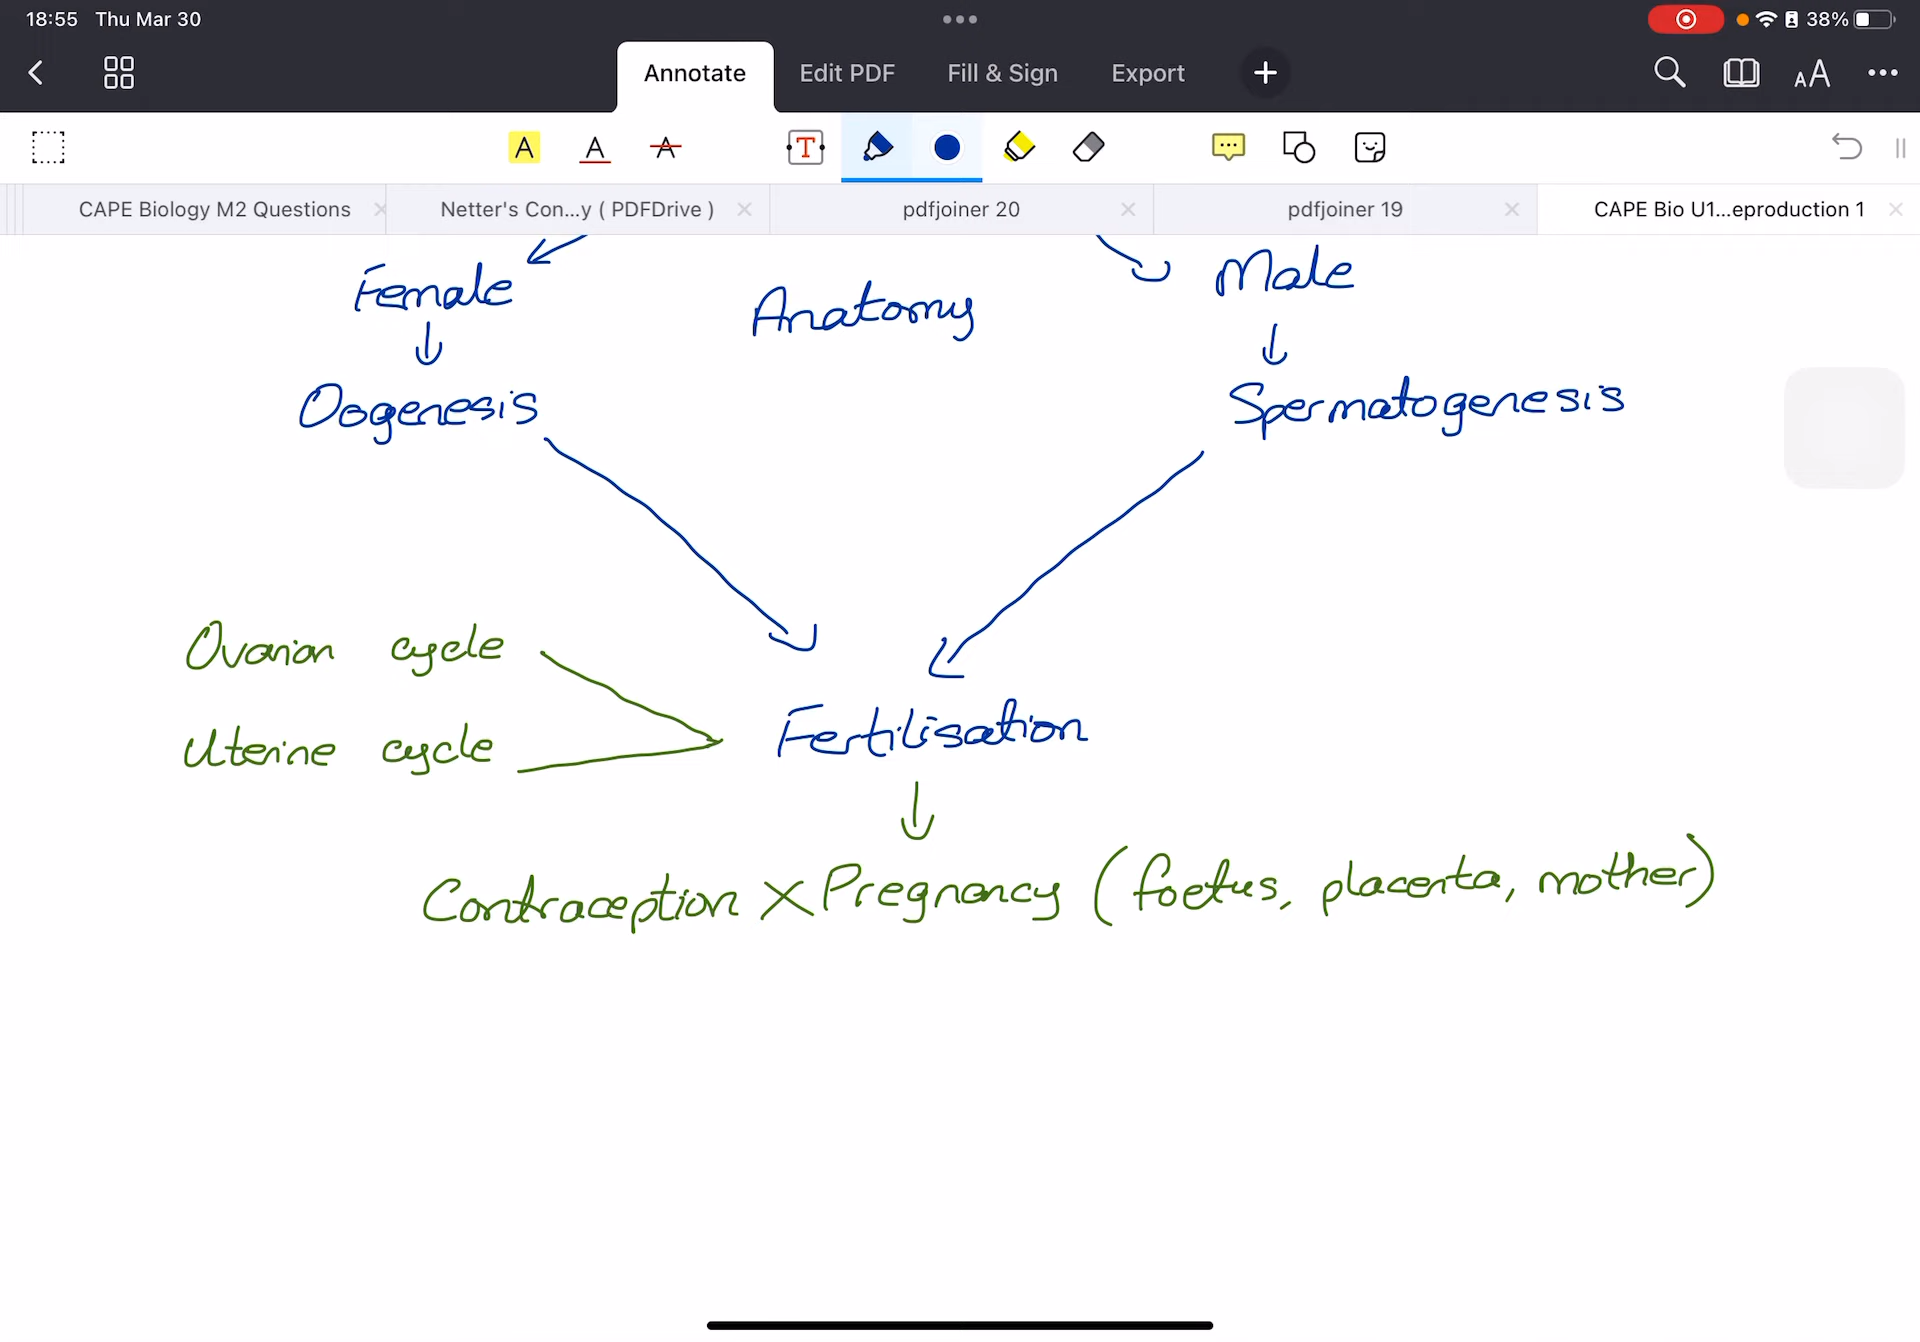 18:55 Thu Mar 30
38%
Annotate Edit PDF Fill & Sign Export
A A A T AA
CAPE Biology M2 Questions Netter's Con...y ( PDFDrive ) pdfjoiner 20 pdfjoiner 19 CAPE Bio U1...eproduction 1
Female Anatomy Male
Oogenesis Spermatogenesis
Ovarian cycle
Uterine cycle Fertilisation
Contraception X Pregnancy (foetus, placenta, mother)